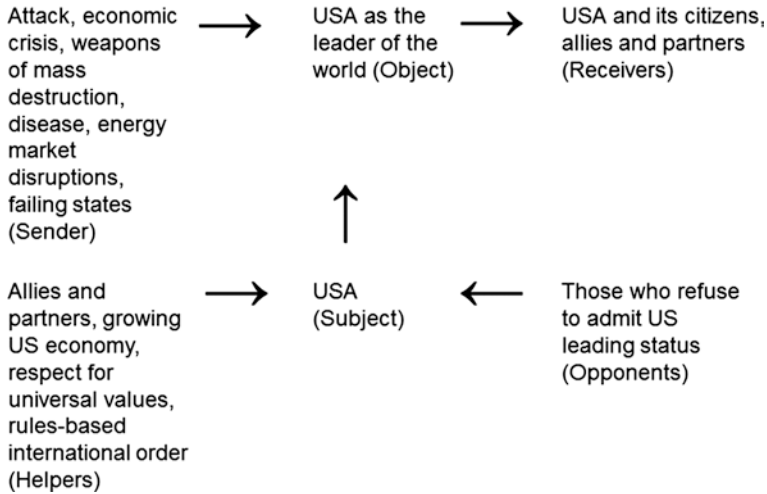 Attack, economic
crisis, weapons
of mass
destruction,
disease, energy
market
disruptions,
failing states
(Sender)
USA as the
leader of the
world (Object)
USA and its citizens,
allies and partners
(Receivers)
Allies and
partners, growing
US economy,
respect for
universal values,
rules-based
international order
(Helpers)
USA
(Subject)
Those who refuse
to admit US
leading status
(Opponents)